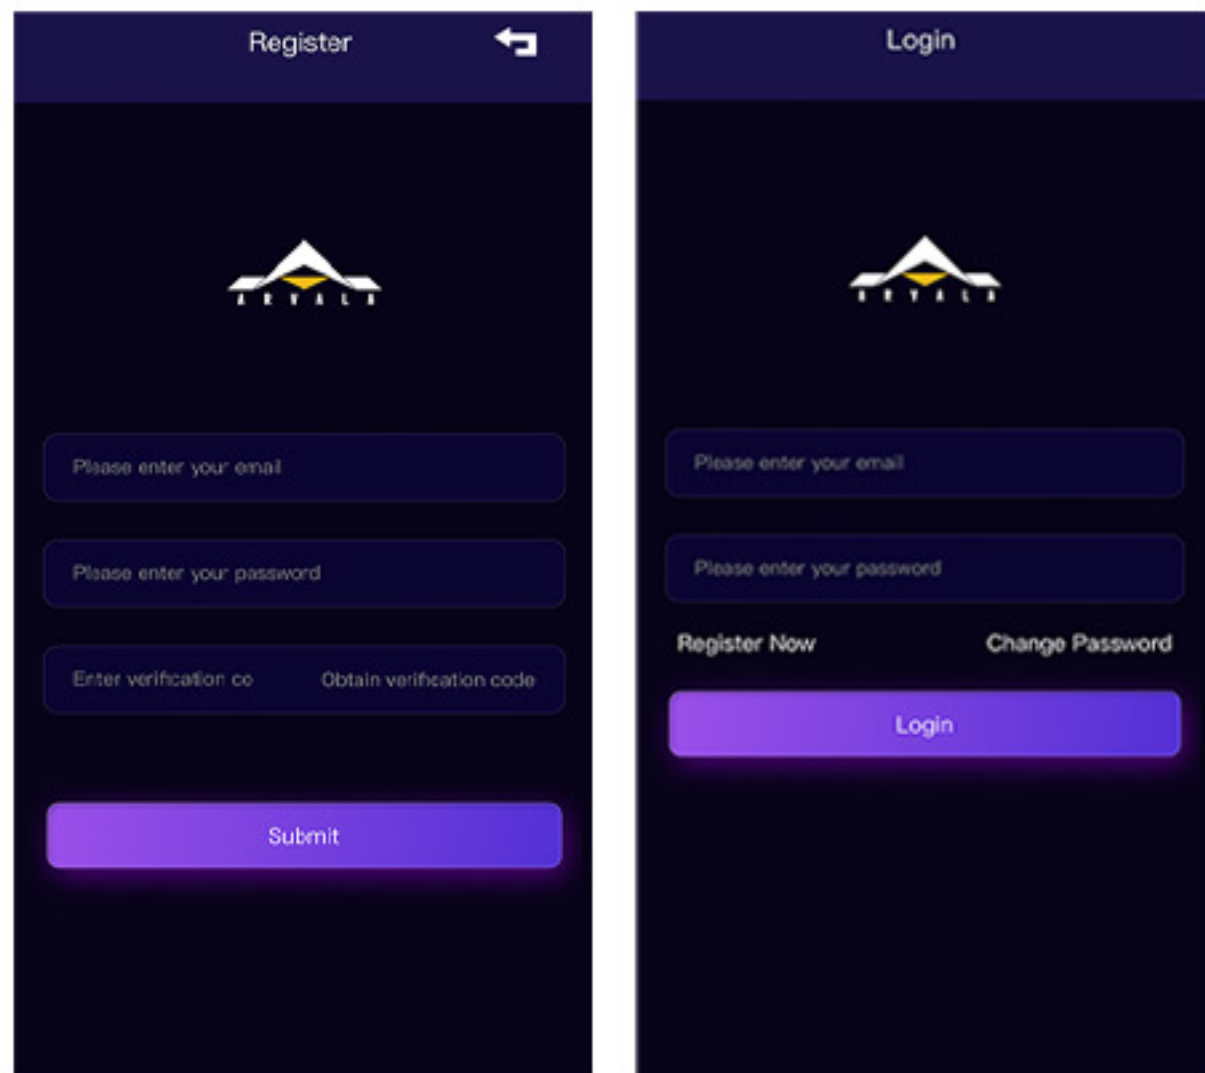 Register
ARVALA
Please enter your email
Please enter your password
Enter verification co
Obtain verification code
Submit
Login
ARVALA
Please enter your email
Please enter your password
Register Now
Change Password
Login